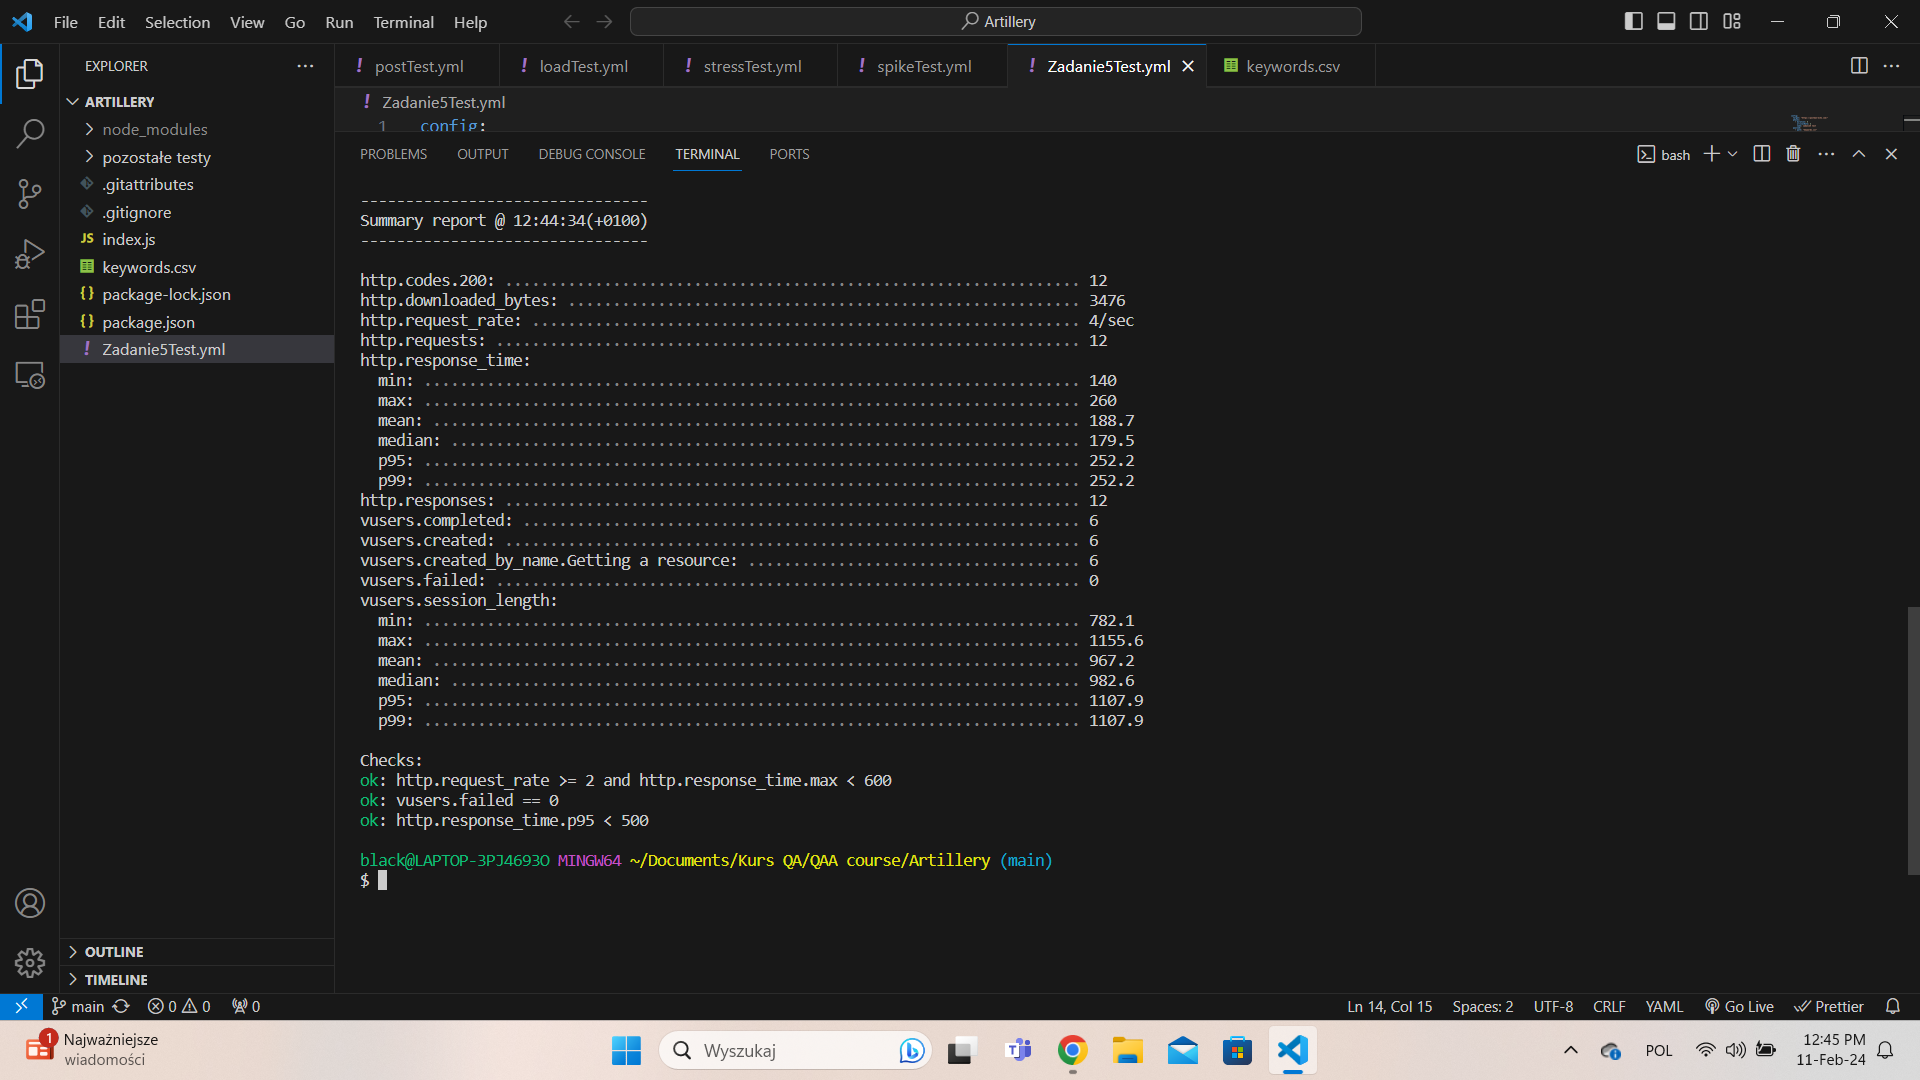 File Edit Selection View Go Run Terminal Help
Artillery
EXPLORER
ARTILLERY
node_modules
pozostałe testy
.gitattributes
.gitignore
JS index.js
keywords.csv
{} package-lock.json
{} package.json
! Zadanie5Test.yml
OUTLINE
TIMELINE
! postTest.yml ! loadTest.yml ! stressTest.yml ! spikeTest.yml ! Zadanie5Test.yml keywords.csv
! Zadanie5Test.yml
1 config:
PROBLEMS OUTPUT DEBUG CONSOLE TERMINAL PORTS
bash
--------------------------------
Summary report @ 12:44:34(+0100)
--------------------------------
http.codes.200: ................................................................ 12
http.downloaded_bytes: ......................................................... 3476
http.request_rate: ............................................................. 4/sec
http.requests: ................................................................. 12
http.response_time:
min: ......................................................................... 140
max: ......................................................................... 260
mean: ........................................................................ 188.7
median: ...................................................................... 179.5
p95: ......................................................................... 252.2
p99: ......................................................................... 252.2
http.responses: ................................................................ 12
vusers.completed: .............................................................. 6
vusers.created: ................................................................ 6
vusers.created_by_name.Getting a resource: ..................................... 6
vusers.failed: ................................................................. 0
vusers.session_length:
min: ......................................................................... 782.1
max: ......................................................................... 1155.6
mean: ........................................................................ 967.2
median: ...................................................................... 982.6
p95: ......................................................................... 1107.9
p99: ......................................................................... 1107.9
Checks:
ok: http.request_rate >= 2 and http.response_time.max < 600
ok: vusers.failed == 0
ok: http.response_time.p95 < 500
black@LAPTOP-3PJ4693O MINGW64 ~/Documents/Kurs QA/QAA course/Artillery (main)
$
main 0 0 0
Ln 14, Col 15 Spaces: 2 UTF-8 CRLF YAML Go Live Prettier
1
Najważniejsze
wiadomości
Wyszukaj
POL
12:45 PM
11-Feb-24